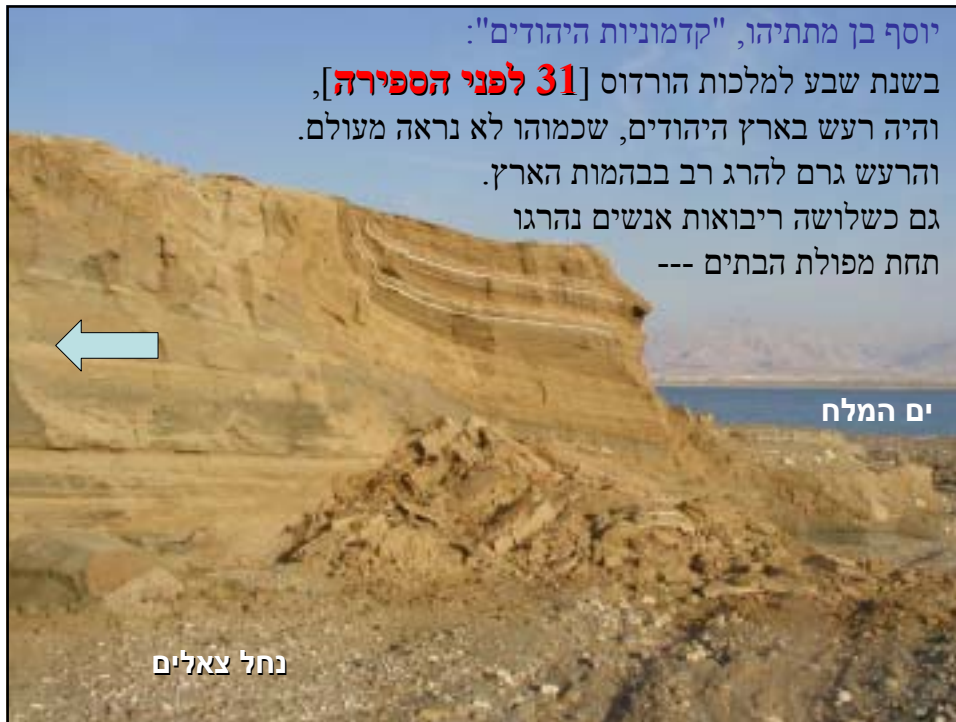 יוסף בן מתתיהו, "קדמוניות היהודים":
בשנת שבע למלכות הורדוס [31 לפני הספירה],
והיה רעש בארץ היהודים, שכמוהו לא נראה מעולם.
והרעש גרם להרג רב בבהמות הארץ.
גם כשלושה ריבואות אנשים נהרגו
תחת מפולת הבתים ---
ים המלח
נחל צאלים